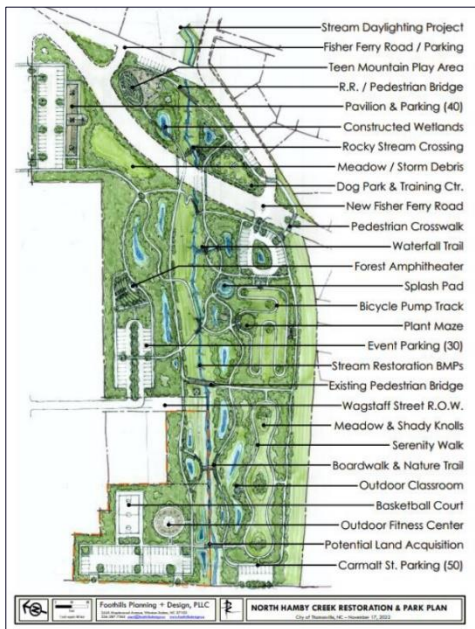 Stream Daylighting Project
Fisher Ferry Road / Parking
Teen Mountain Play Area
R.R. / Pedestrian Bridge
Pavilion & Parking (40)
Constructed Wetlands
Rocky Stream Crossing
Meadow / Storm Debris
Dog Park & Training Ctr.
New Fisher Ferry Road
Pedestrian Crosswalk
Waterfall Trail
Forest Amphitheater
Splash Pad
Bicycle Pump Track
Plant Maze
Event Parking (30)
Stream Restoration BMPs
Existing Pedestrian Bridge
Wagstaff Street R.O.W.
Meadow & Shady Knolls
Serenity Walk
Boardwalk & Nature Trail
Outdoor Classroom
Basketball Court
Outdoor Fitness Center
Potential Land Acquisition
Carmalt St. Parking (50)
Foothills Planning + Design, PLLC
NORTH HAMBY CREEK RESTORATION & PARK PLAN
City of Thomasville, NC – November 17, 2022